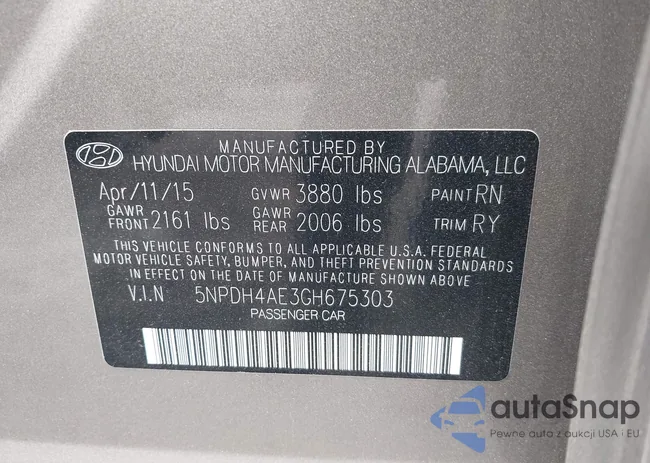 MANUFACTURED BY
HYUNDAI MOTOR MANUFACTURING ALABAMA, LLC
Apr/11/15 GVWR 3880 lbs PAINT RN
GAWR FRONT 2161 lbs GAWR REAR 2006 lbs TRIM RY
THIS VEHICLE CONFORMS TO ALL APPLICABLE U.S.A. FEDERAL
MOTOR VEHICLE SAFETY, BUMPER, AND THEFT PREVENTION STANDARDS
IN EFFECT ON THE DATE OF MANUFACTURE SHOWN ABOVE
V.I.N 5NPDH4AE3GH675303
PASSENGER CAR
autaSnap
Pewne auta z aukcji USA · EU